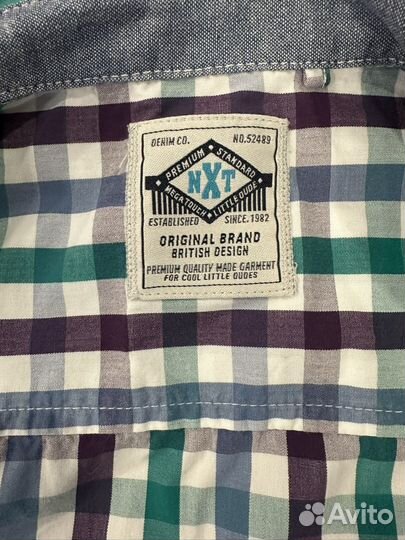 DENIM CO. NO.52489
PREMIUM STANDARD
NXT
MEGA TOUCH LITTLE DUDE
ESTABLISHED SINCE. 1982
ORIGINAL BRAND
BRITISH DESIGN
PREMIUM QUALITY MADE GARMENT
FOR COOL LITTLE DUDES
Avito